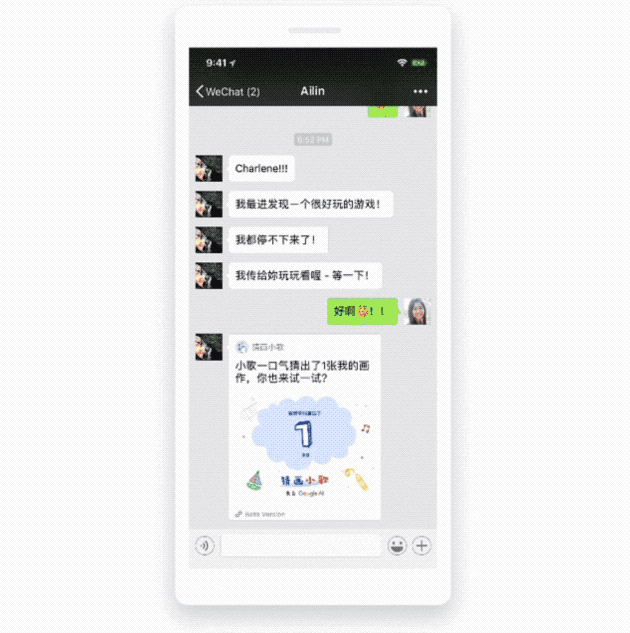 9:41
WeChat (2)
Ailin
6:52 PM
Charlene!!!
我最进发现一个很好玩的游戏！
我都停不下来了！
我传给妳玩玩看喔 - 等一下！
好啊！！
猜画小歌
小歌一口气猜出了1张我的画
作，你也来试一试？
1
猜画小歌
来自 Google AI
Beta Version